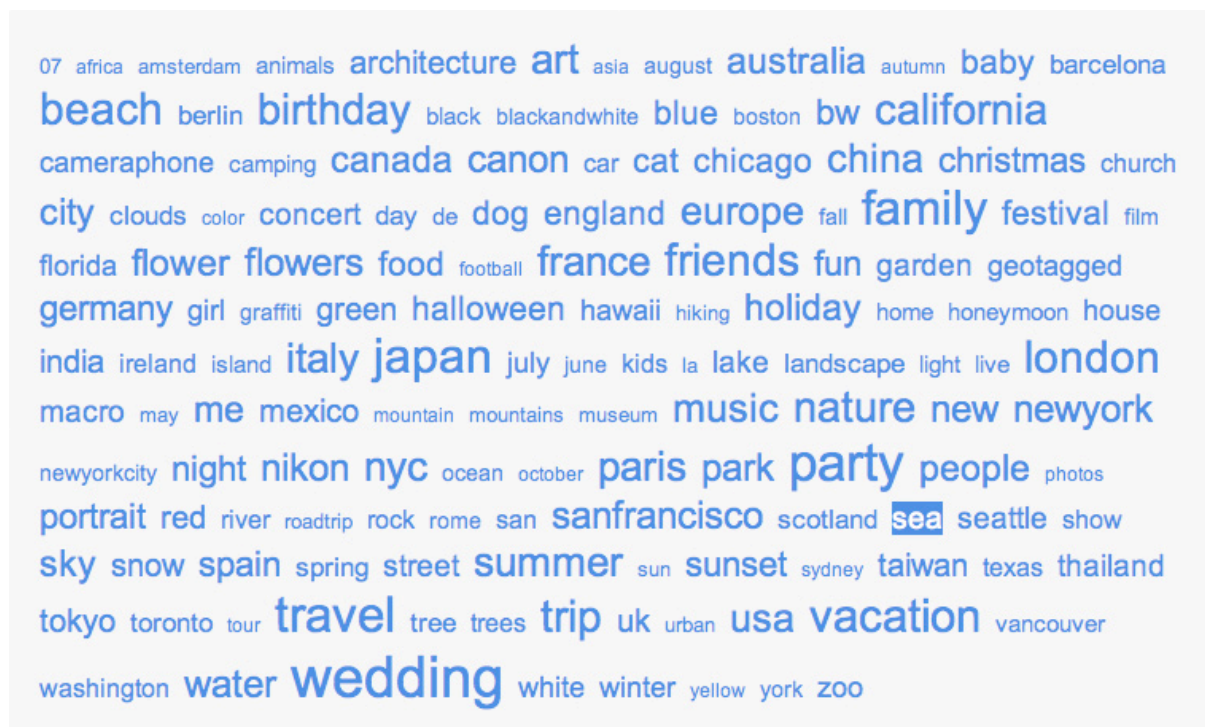 07 africa amsterdam animals architecture art asia august australia autumn baby barcelona
beach berlin birthday black blackandwhite blue boston bw california
cameraphone camping canada canon car cat chicago china christmas church
city clouds color concert day de dog england europe fall family festival film
florida flower flowers food football france friends fun garden geotagged
germany girl graffiti green halloween hawaii hiking holiday home honeymoon house
india ireland island italy japan july june kids la lake landscape light live london
macro may me mexico mountain mountains museum music nature new newyork
newyorkcity night nikon nyc ocean october paris park party people photos
portrait red river roadtrip rock rome san sanfrancisco scotland sea seattle show
sky snow spain spring street summer sun sunset sydney taiwan texas thailand
tokyo toronto tour travel tree trees trip uk urban usa vacation vancouver
washington water wedding white winter yellow york zoo